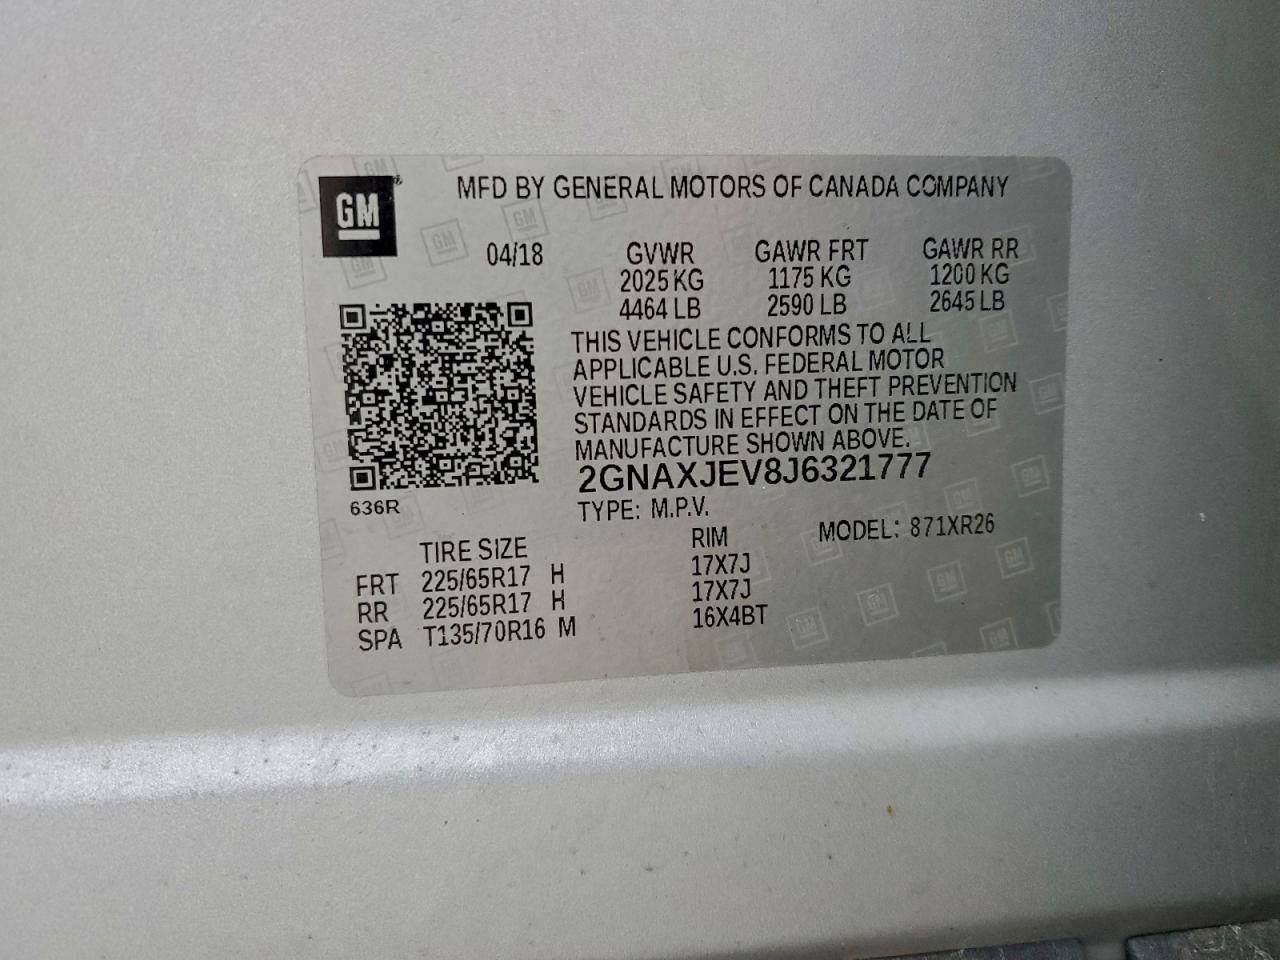 GM®
MFD BY GENERAL MOTORS OF CANADA COMPANY
04/18 GVWR GAWR FRT GAWR RR
2025 KG 1175 KG 1200 KG
4464 LB 2590 LB 2645 LB
THIS VEHICLE CONFORMS TO ALL
APPLICABLE U.S. FEDERAL MOTOR
VEHICLE SAFETY AND THEFT PREVENTION
STANDARDS IN EFFECT ON THE DATE OF
MANUFACTURE SHOWN ABOVE.
2GNAXJEV8J6321777
636R
TYPE: M.P.V.
MODEL: 871XR26
TIRE SIZE RIM
FRT 225/65R17 H 17X7J
RR 225/65R17 H 17X7J
SPA T135/70R16 M 16X4BT